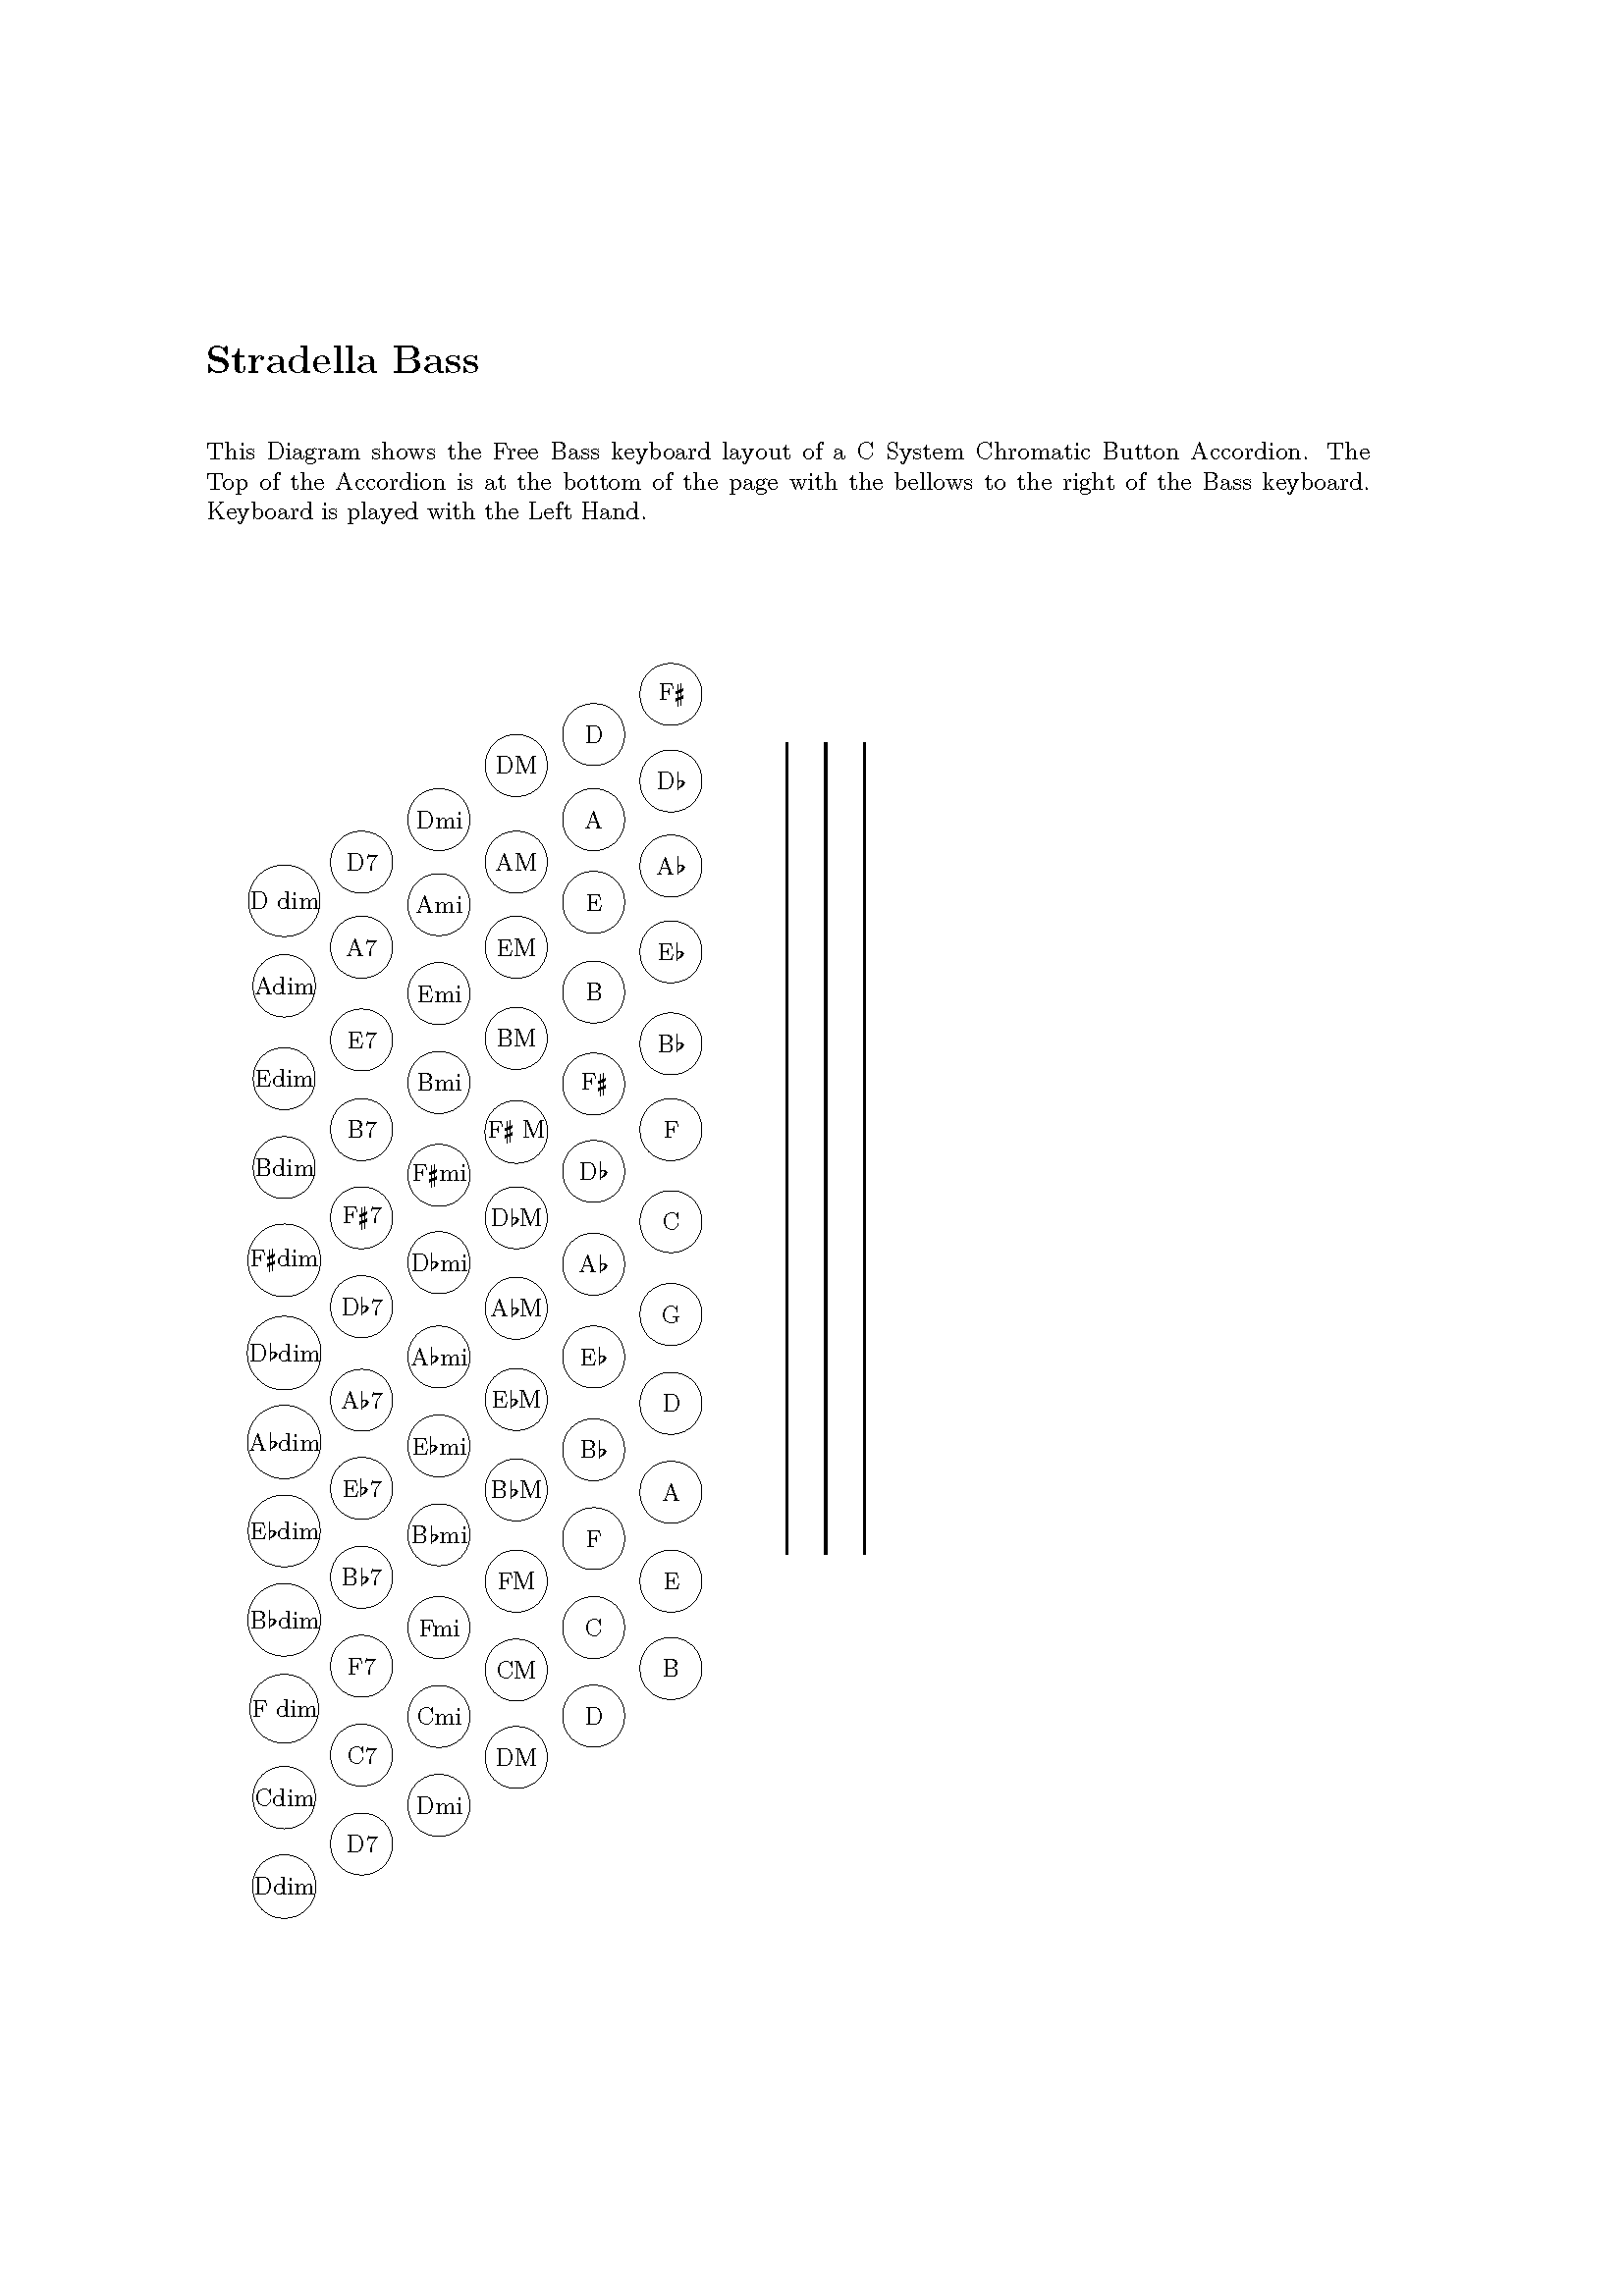 Stradella Bass
This Diagram shows the Free Bass keyboard layout of a C System Chromatic Button Accordion. The
Top of the Accordion is at the bottom of the page with the bellows to the right of the Bass keyboard.
Keyboard is played with the Left Hand.
F♯
D
DM
D♭
Dmi
A
D7
AM
A♭
D dim
Ami
E
A7
EM
E♭
Adim
Emi
B
E7
BM
B♭
Edim
Bmi
F♯
B7
F♯ M
F
Bdim
F♯mi
D♭
F♯7
D♭M
C
F♯dim
D♭mi
A♭
D♭7
A♭M
G
D♭dim
A♭mi
E♭
A♭7
E♭M
D
A♭dim
E♭mi
B♭
E♭7
B♭M
A
E♭dim
B♭mi
F
B♭7
FM
E
B♭dim
Fmi
C
F7
CM
B
F dim
Cmi
D
C7
DM
Cdim
Dmi
D7
Ddim